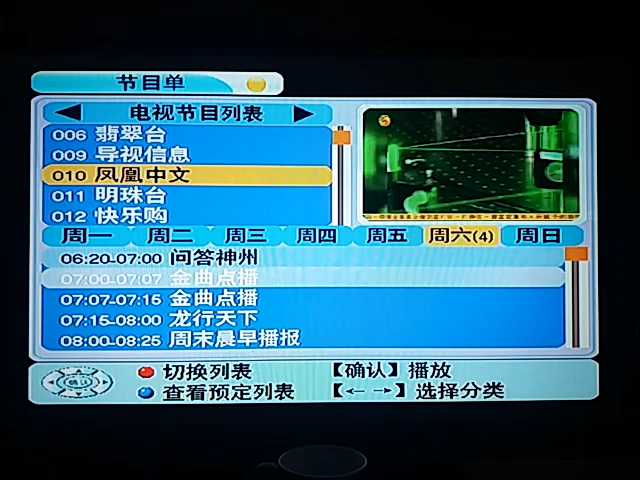 节目单
电视节目列表
006 翡翠台
009 导视信息
010 凤凰中文
011 明珠台
012 快乐购
周一 周二 周三 周四 周五 周六(4) 周日
06:20-07:00 问答神州
07:00-07:07 金曲点播
07:07-07:15 金曲点播
07:15-08:00 龙行天下
08:00-08:25 周末晨早播报
切换列表 【确认】播放
查看预定列表 【←→】选择分类
确认